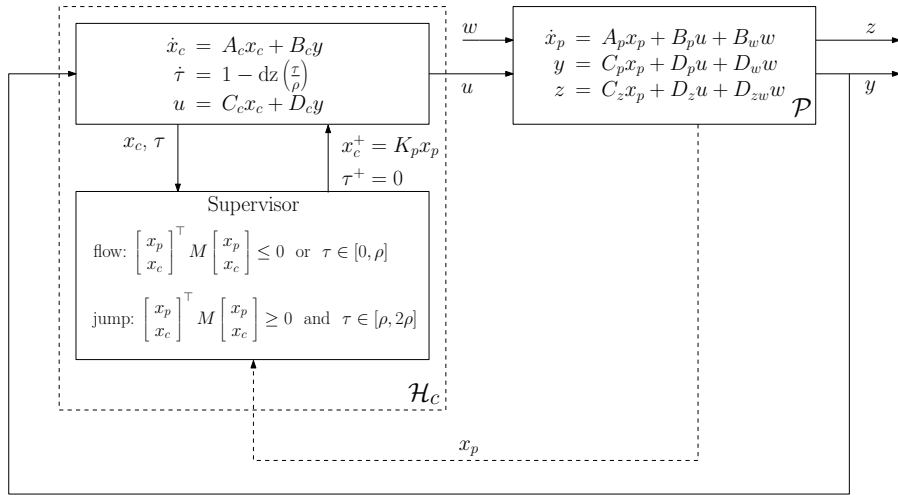 ẋ_c = A_c x_c + B_c y
τ̇ = 1 − dz(τ/ρ)
u = C_c x_c + D_c y
w
u
ẋ_p = A_p x_p + B_p u + B_w w
y = C_p x_p + D_p u + D_w w
z = C_z x_p + D_z u + D_{zw} w
𝒫
z
y
x_c, τ
x_c^+ = K_p x_p
τ^+ = 0
Supervisor
flow: [x_p x_c]^⊤ M [x_p x_c] ≤ 0 or τ ∈ [0, ρ]
jump: [x_p x_c]^⊤ M [x_p x_c] ≥ 0 and τ ∈ [ρ, 2ρ]
ℋ_c
x_p